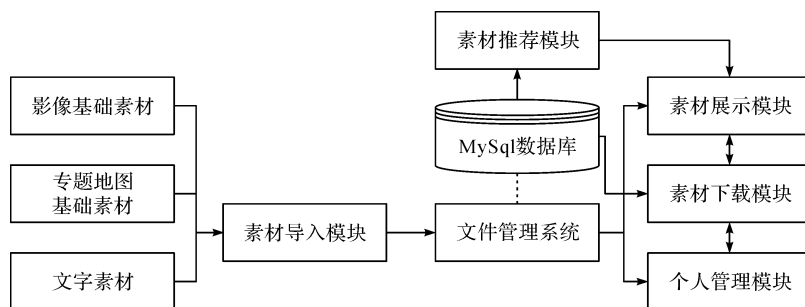 素材推荐模块
影像基础素材
素材展示模块
MySql数据库
专题地图
基础素材
素材下载模块
素材导入模块
文件管理系统
文字素材
个人管理模块